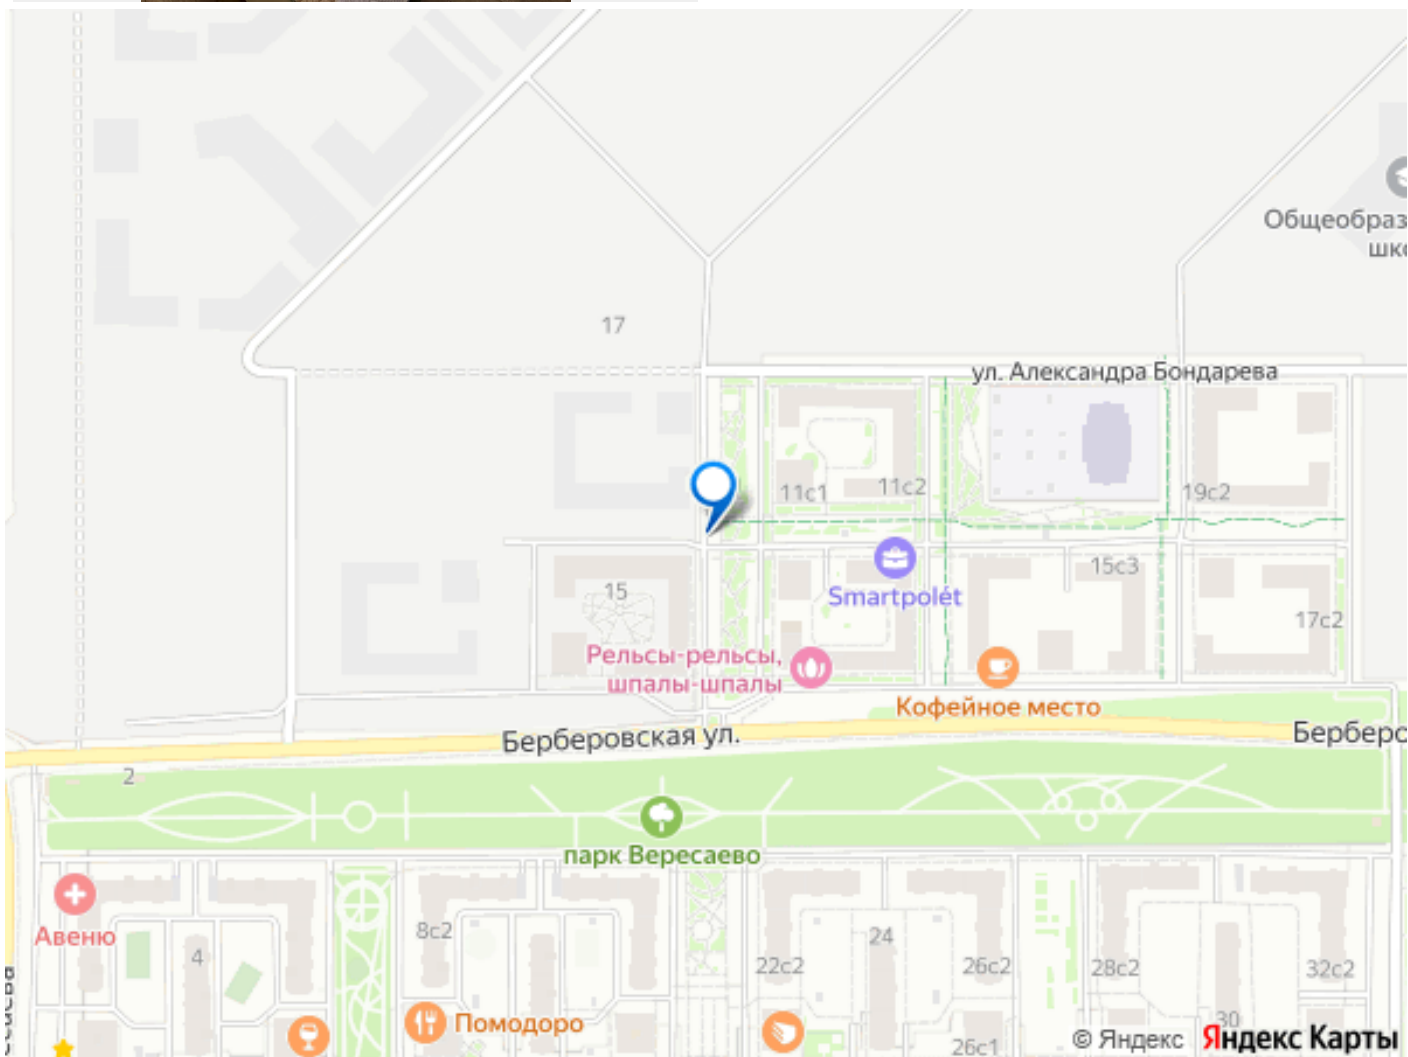 Общеобраз
шко
17
ул. Александра Бондарева
11с1
11с2
19с2
15
15с3
Smartpolét
17с2
Рельсы-рельсы,
шпалы-шпалы
Кофейное место
Берберовская ул.
Берберо
2
парк Вересаево
Авеню
4
8с2
24
22с2
26с2
28с2
32с2
Помодоро
30
26с1
© Яндекс
Яндекс Карты